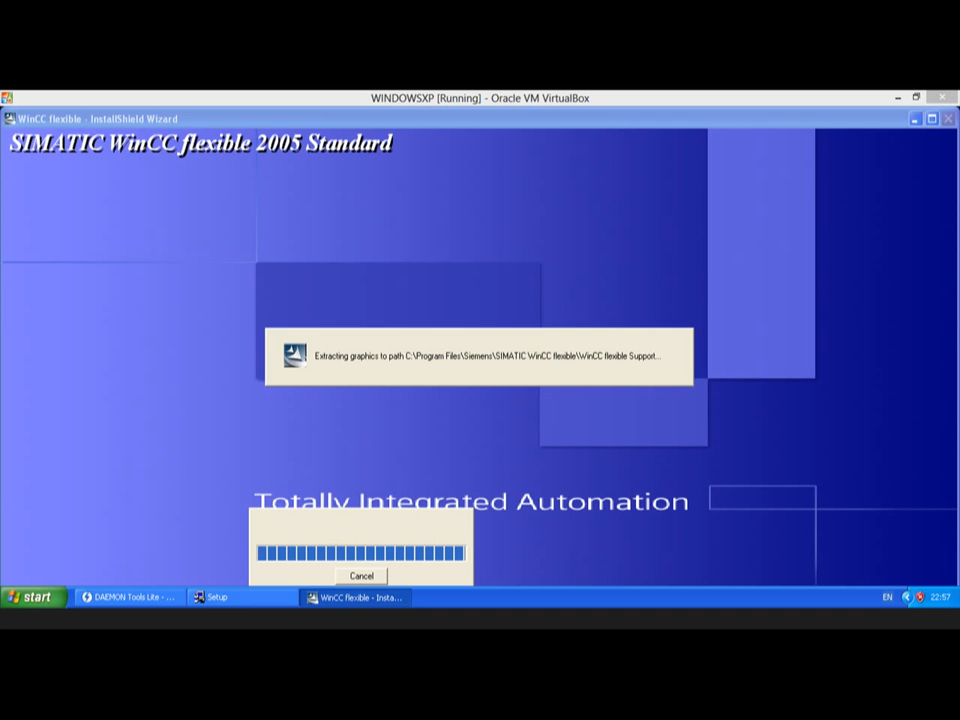 WINDOWSXP [Running] - Oracle VM VirtualBox
WinCC flexible - InstallShield Wizard
SIMATIC WinCC flexible 2005 Standard
Extracting graphics to path C:\Program Files\Siemens\SIMATIC WinCC flexible\WinCC flexible Support...
Totally Integrated Automation
Cancel
start
DAEMON Tools Lite - ...
Setup
WinCC flexible - Insta...
EN
22:57